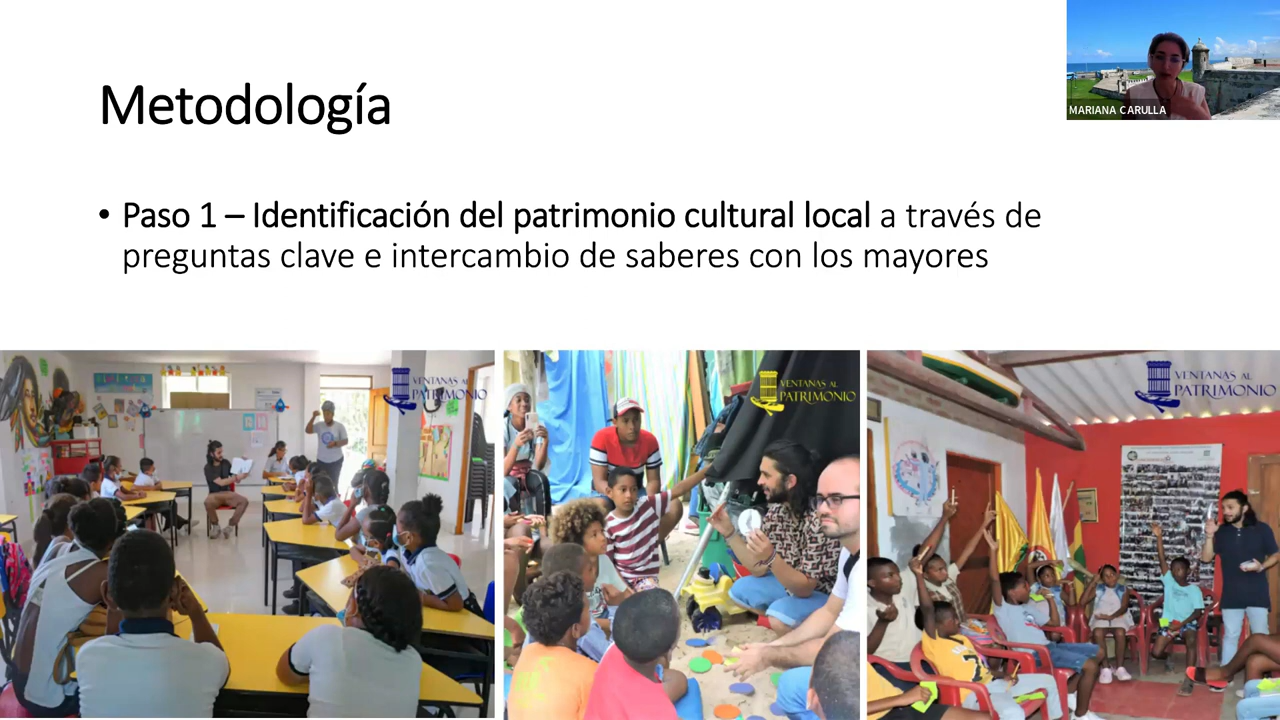 Metodología
MARIANA CARULLA
• Paso 1 – Identificación del patrimonio cultural local a través de
preguntas clave e intercambio de saberes con los mayores
VENTANAS AL
PATRIMONIO
VENTANAS AL
PATRIMONIO
VENTANAS AL
PATRIMONIO